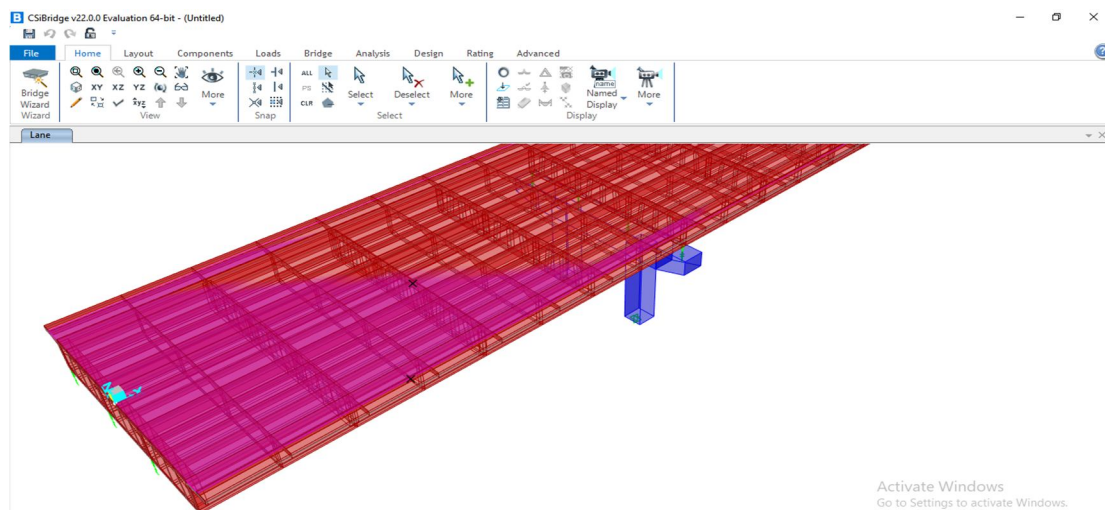 B CSiBridge v22.0.0 Evaluation 64-bit - (Untitled)
File Home Layout Components Loads Bridge Analysis Design Rating Advanced
Bridge Wizard
XY XZ YZ
xyz
More
ALL
PS
CLR
Select
Deselect
More
name
Named Display
More
Wizard View Snap Select Display
Lane
Activate Windows
Go to Settings to activate Windows.